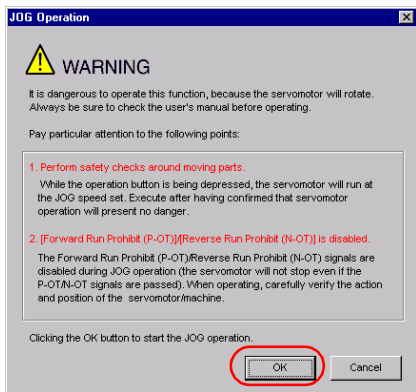 JOG Operation
WARNING
It is dangerous to operate this function, because the servomotor will rotate.
Always be sure to check the user's manual before operating.
Pay particular attention to the following points:
1. Perform safety checks around moving parts.
While the operation button is being depressed, the servomotor will run at
the JOG speed set. Execute after having confirmed that servomotor
operation will present no danger.
2. [Forward Run Prohibit (P-OT)]/[Reverse Run Prohibit (N-OT)] is disabled.
The Forward Run Prohibit (P-OT)/Reverse Run Prohibit (N-OT) signals are
disabled during JOG operation (the servomotor will not stop even if the
P-OT/N-OT signals are passed). When operating, carefully verify the action
and position of the servomotor/machine.
Clicking the OK button to start the JOG operation.
OK
Cancel